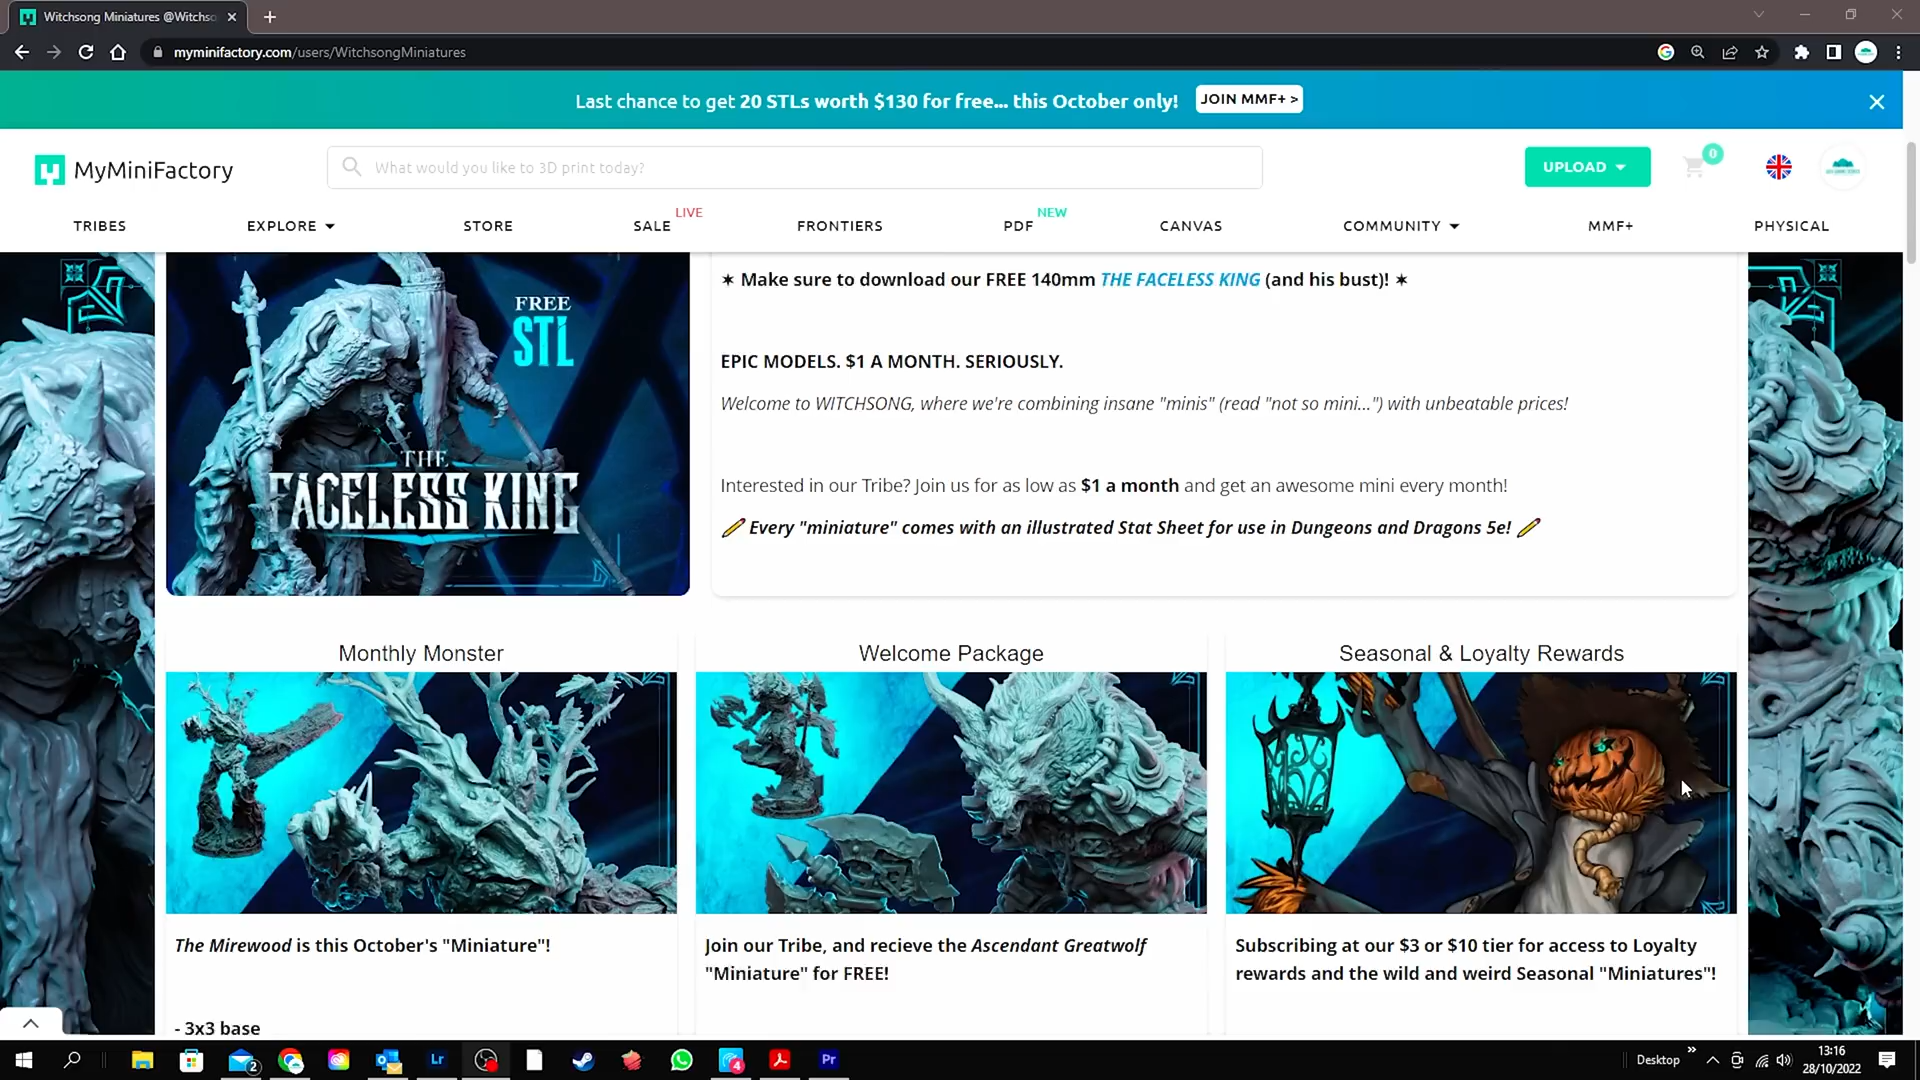 Witchsong Miniatures @Witchso
myminifactory.com/users/WitchsongMiniatures
Last chance to get 20 STLs worth $130 for free... this October only!
JOIN MMF+ >
MyMiniFactory
What would you like to 3D print today?
UPLOAD
0
TRIBES
EXPLORE
STORE
SALE
LIVE
FRONTIERS
PDF
NEW
CANVAS
COMMUNITY
MMF+
PHYSICAL
FREE
STL
THE
FACELESS KING
✶ Make sure to download our FREE 140mm THE FACELESS KING (and his bust)! ✶
EPIC MODELS. $1 A MONTH. SERIOUSLY.
Welcome to WITCHSONG, where we're combining insane "minis" (read "not so mini...") with unbeatable prices!
Interested in our Tribe? Join us for as low as $1 a month and get an awesome mini every month!
Every "miniature" comes with an illustrated Stat Sheet for use in Dungeons and Dragons 5e!
Monthly Monster
Welcome Package
Seasonal & Loyalty Rewards
The Mirewood is this October's "Miniature"!
- 3x3 base
Join our Tribe, and recieve the Ascendant Greatwolf
"Miniature" for FREE!
Subscribing at our $3 or $10 tier for access to Loyalty
rewards and the wild and weird Seasonal "Miniatures"!
2
Lr
4
Pr
Desktop
13:16
28/10/2022